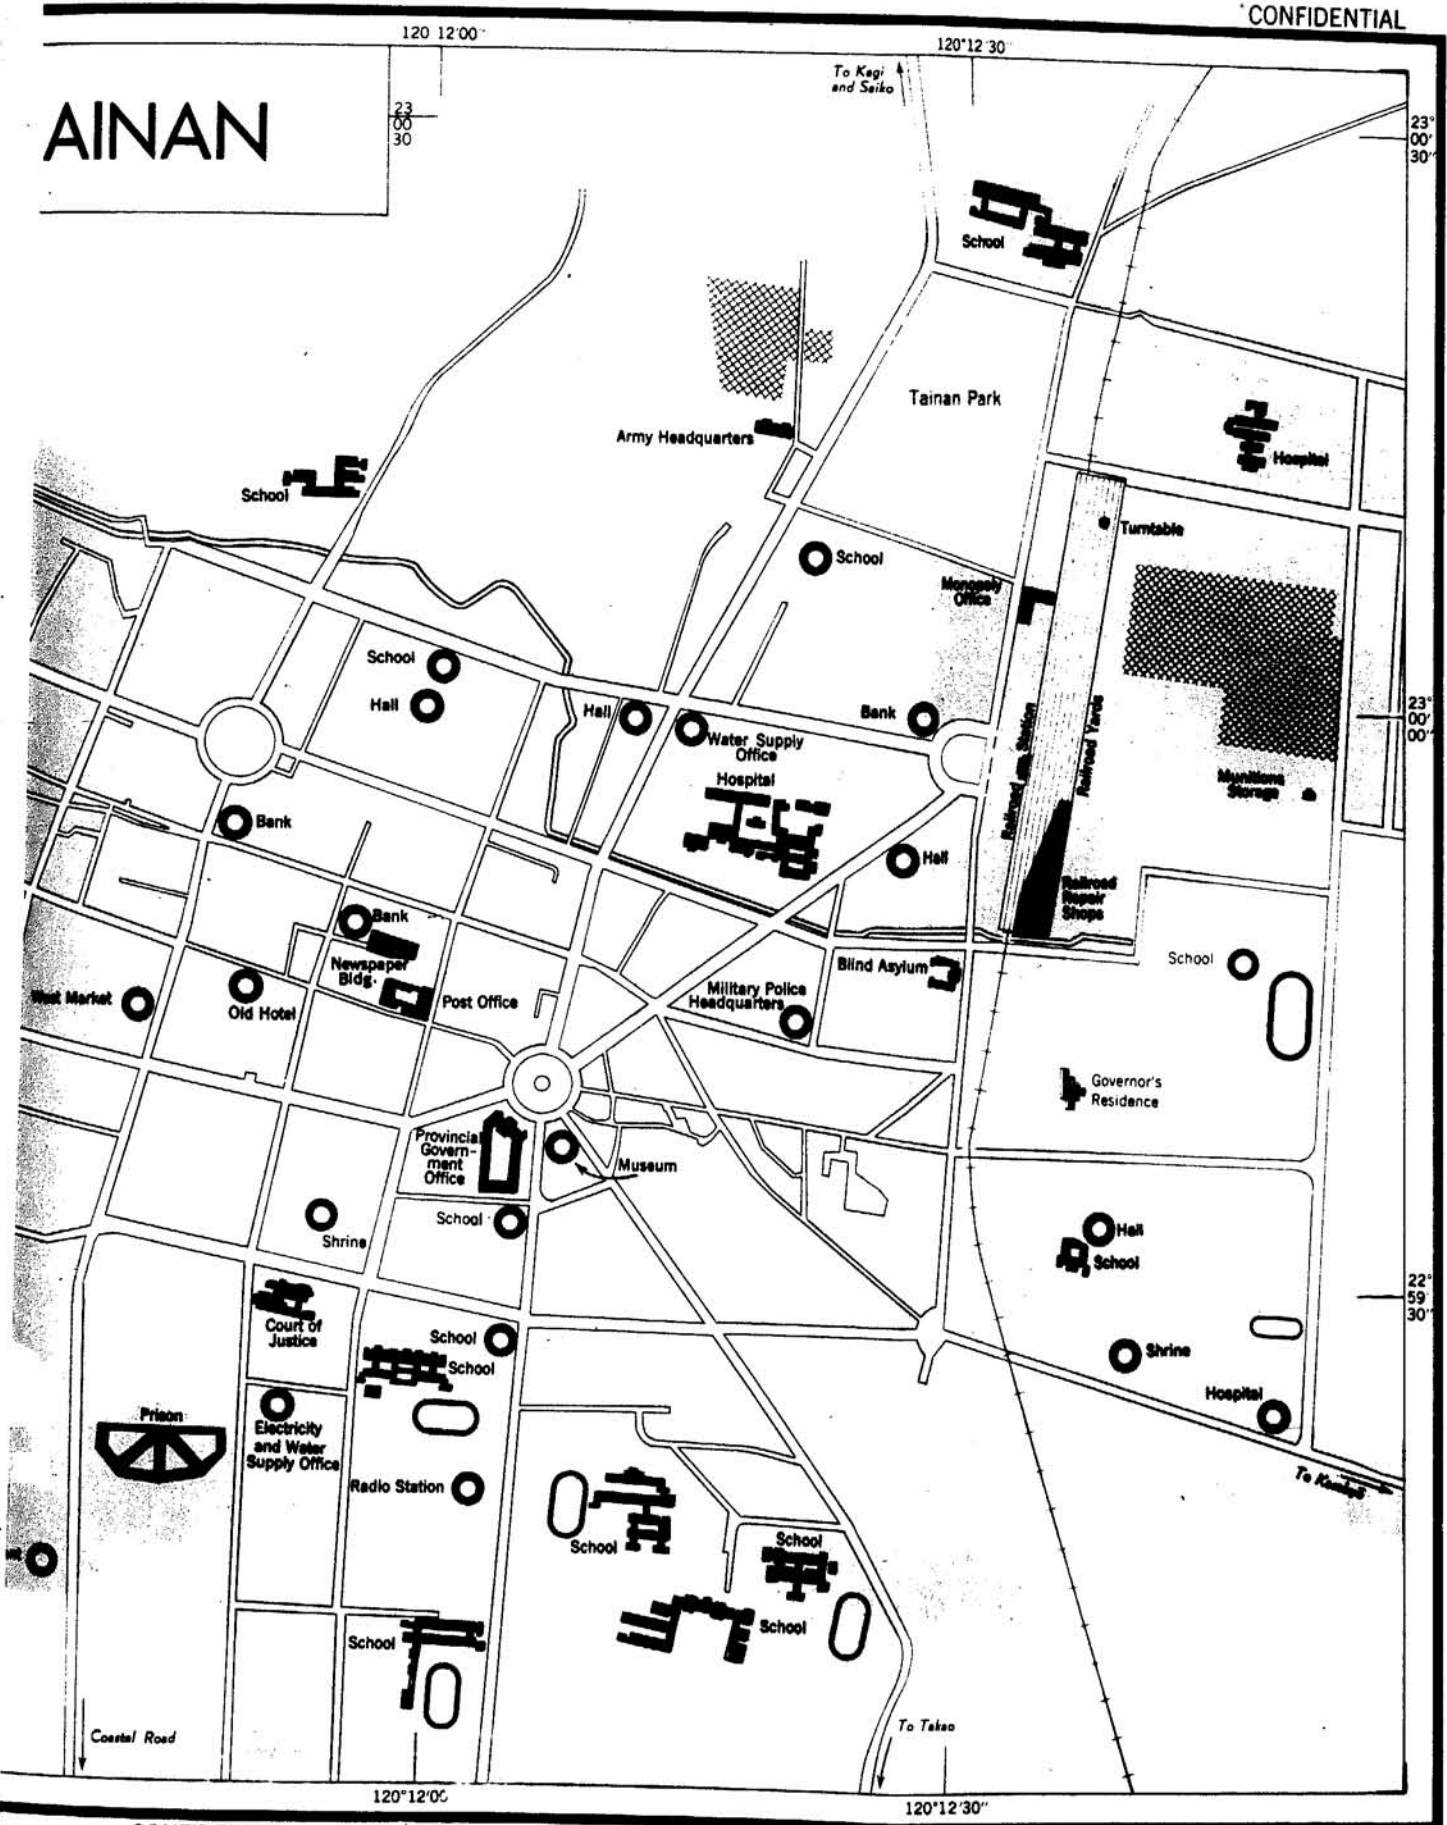 CONFIDENTIAL
120 12'00"
120°12'30"
To Kagi
and Seiko
AINAN
23
00
30
23°
00'
30"
School
Tainan Park
Army Headquarters
Hospital
School
Turntable
School
Monopoly
Office
School
Hall
Hall
Bank
Water Supply
Office
23°
00'
00"
Railroad
Station
Railroad Yards
Hospital
Munitions
Storage
Bank
Hall
Railroad
Repair
Shops
Bank
Newspaper
Bldg.
Blind Asylum
School
West Market
Old Hotel
Post Office
Military Police
Headquarters
Governor's
Residence
Provincial
Govern-
ment
Office
Museum
Shrine
School
Hall
School
22°
59'
30"
Court of
Justice
School
School
Shrine
Hospital
Prison
Electricity
and Water
Supply Office
Radio Station
School
School
School
School
Coastal Road
To Takao
120°12'00
120°12'30"